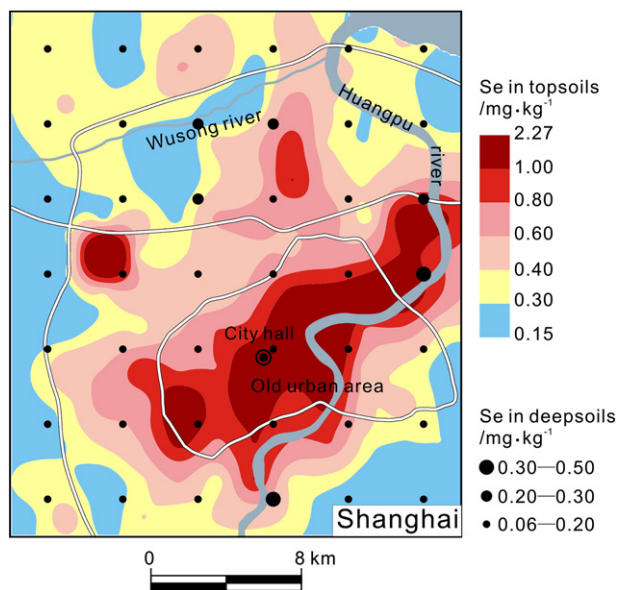 Se in topsoils
/mg·kg⁻¹
2.27
1.00
0.80
0.60
0.40
0.30
0.15
Wusong river
Huangpu
river
City hall
Old urban area
Shanghai
Se in deepsoils
/mg·kg⁻¹
0.30—0.50
0.20—0.30
0.06—0.20
0
8 km